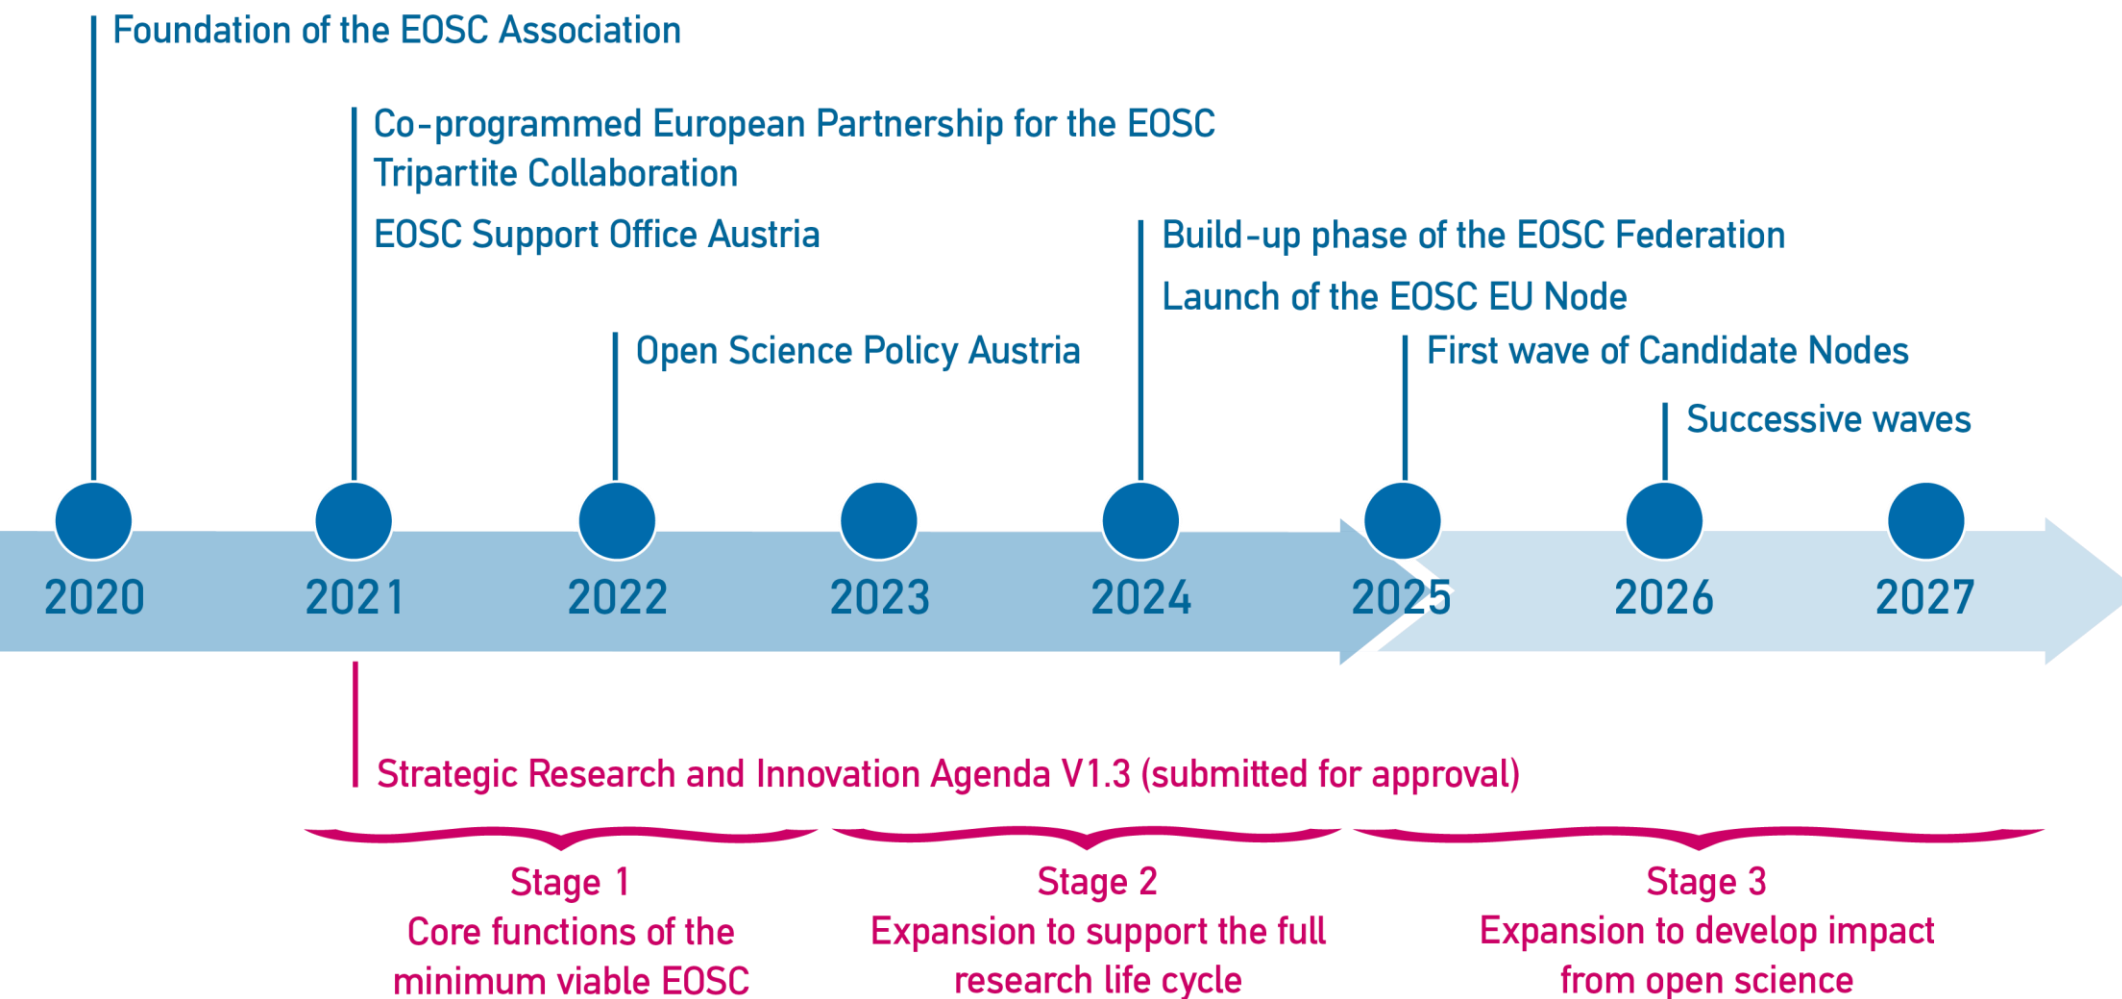 Foundation of the EOSC Association
Co-programmed European Partnership for the EOSC
Tripartite Collaboration
EOSC Support Office Austria
Build-up phase of the EOSC Federation
Launch of the EOSC EU Node
Open Science Policy Austria
First wave of Candidate Nodes
Successive waves
2020
2021
2022
2023
2024
2025
2026
2027
Strategic Research and Innovation Agenda V1.3 (submitted for approval)
Stage 1
Core functions of the
minimum viable EOSC
Stage 2
Expansion to support the full
research life cycle
Stage 3
Expansion to develop impact
from open science